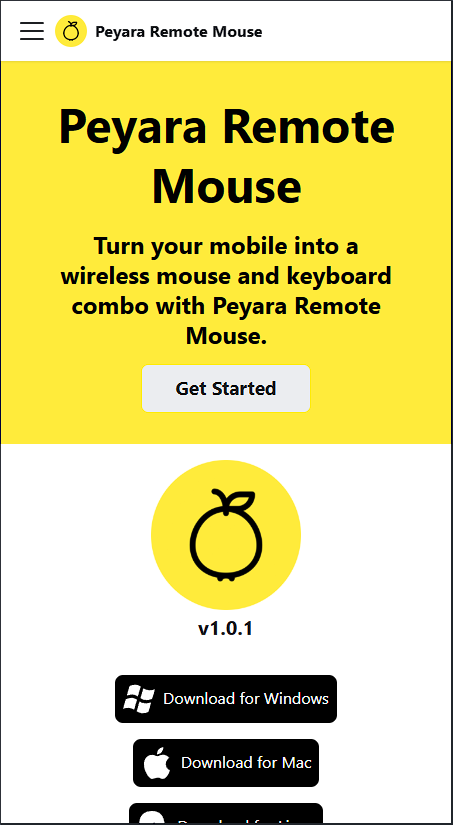 Peyara Remote Mouse
Peyara Remote
Mouse
Turn your mobile into a
wireless mouse and keyboard
combo with Peyara Remote
Mouse.
Get Started
v1.0.1
Download for Windows
Download for Mac